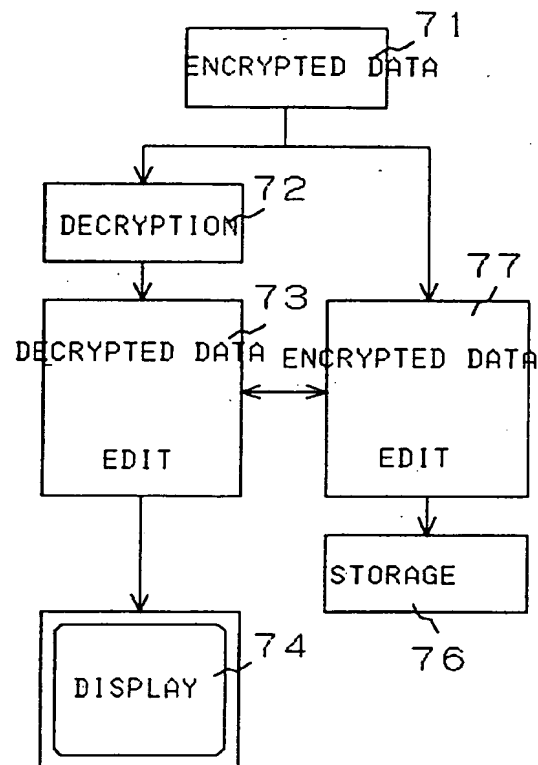 71
ENCRYPTED DATA
72
DECRYPTION
77
73
DECRYPTED DATA
ENCRYPTED DATA
EDIT
EDIT
STORAGE
76
74
DISPLAY